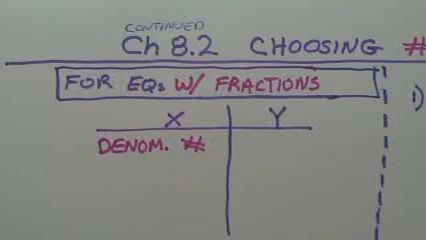 CONTINUED
Ch 8.2 CHOOSING #
FOR EQs W/ FRACTIONS
1)
X Y
DENOM. #